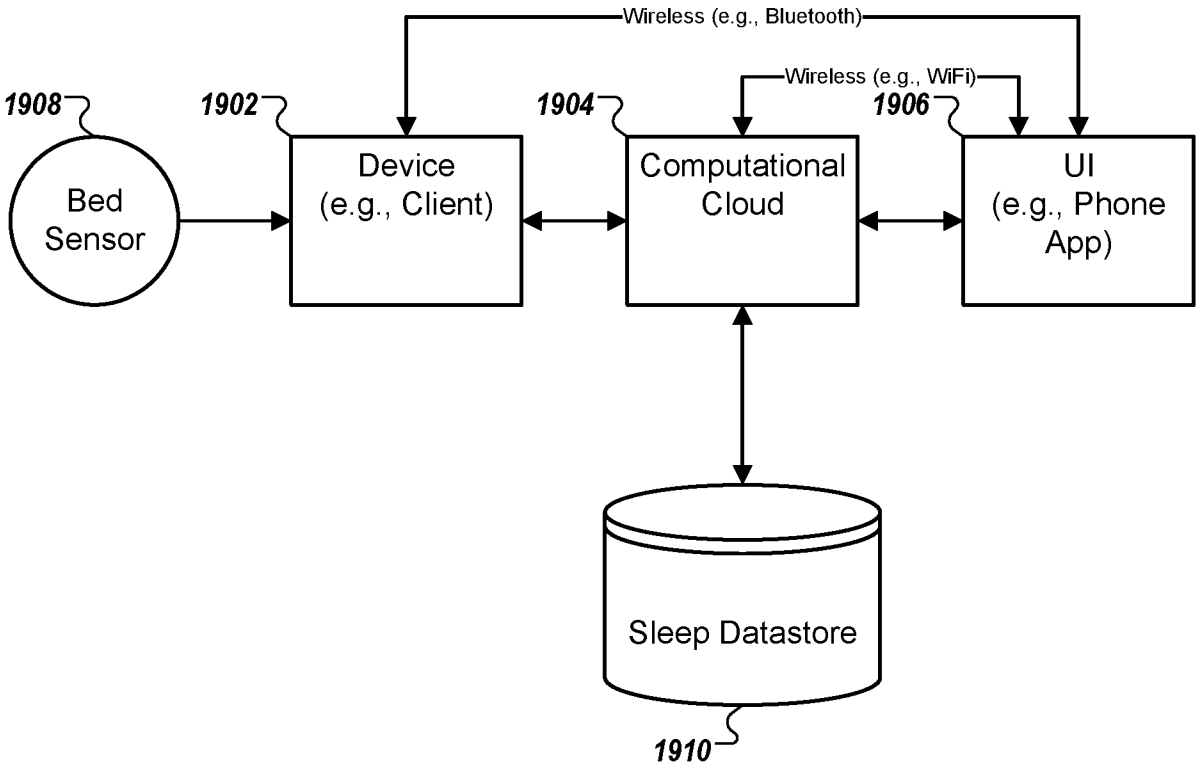 Wireless (e.g., Bluetooth)
Wireless (e.g., WiFi)
1908
1902
1904
1906
Bed
Sensor
Device
(e.g., Client)
Computational
Cloud
UI
(e.g., Phone
App)
Sleep Datastore
1910